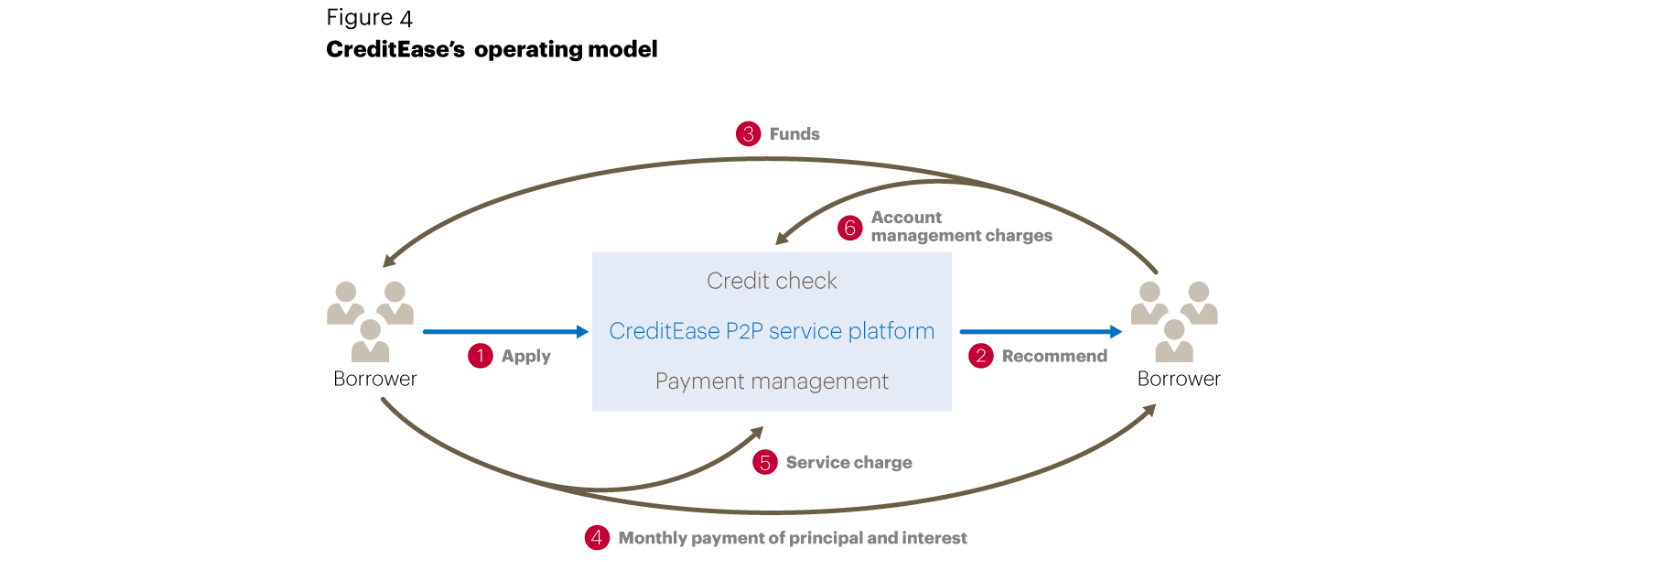 Figure 4
CreditEase's operating model
3 Funds
6 Account
management charges
Credit check
CreditEase P2P service platform
Payment management
1 Apply
2 Recommend
Borrower
Borrower
5 Service charge
4 Monthly payment of principal and interest